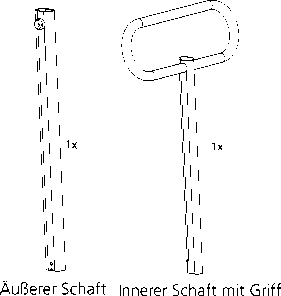 1x
1x
Äußerer Schaft
Innerer Schaft mit Griff